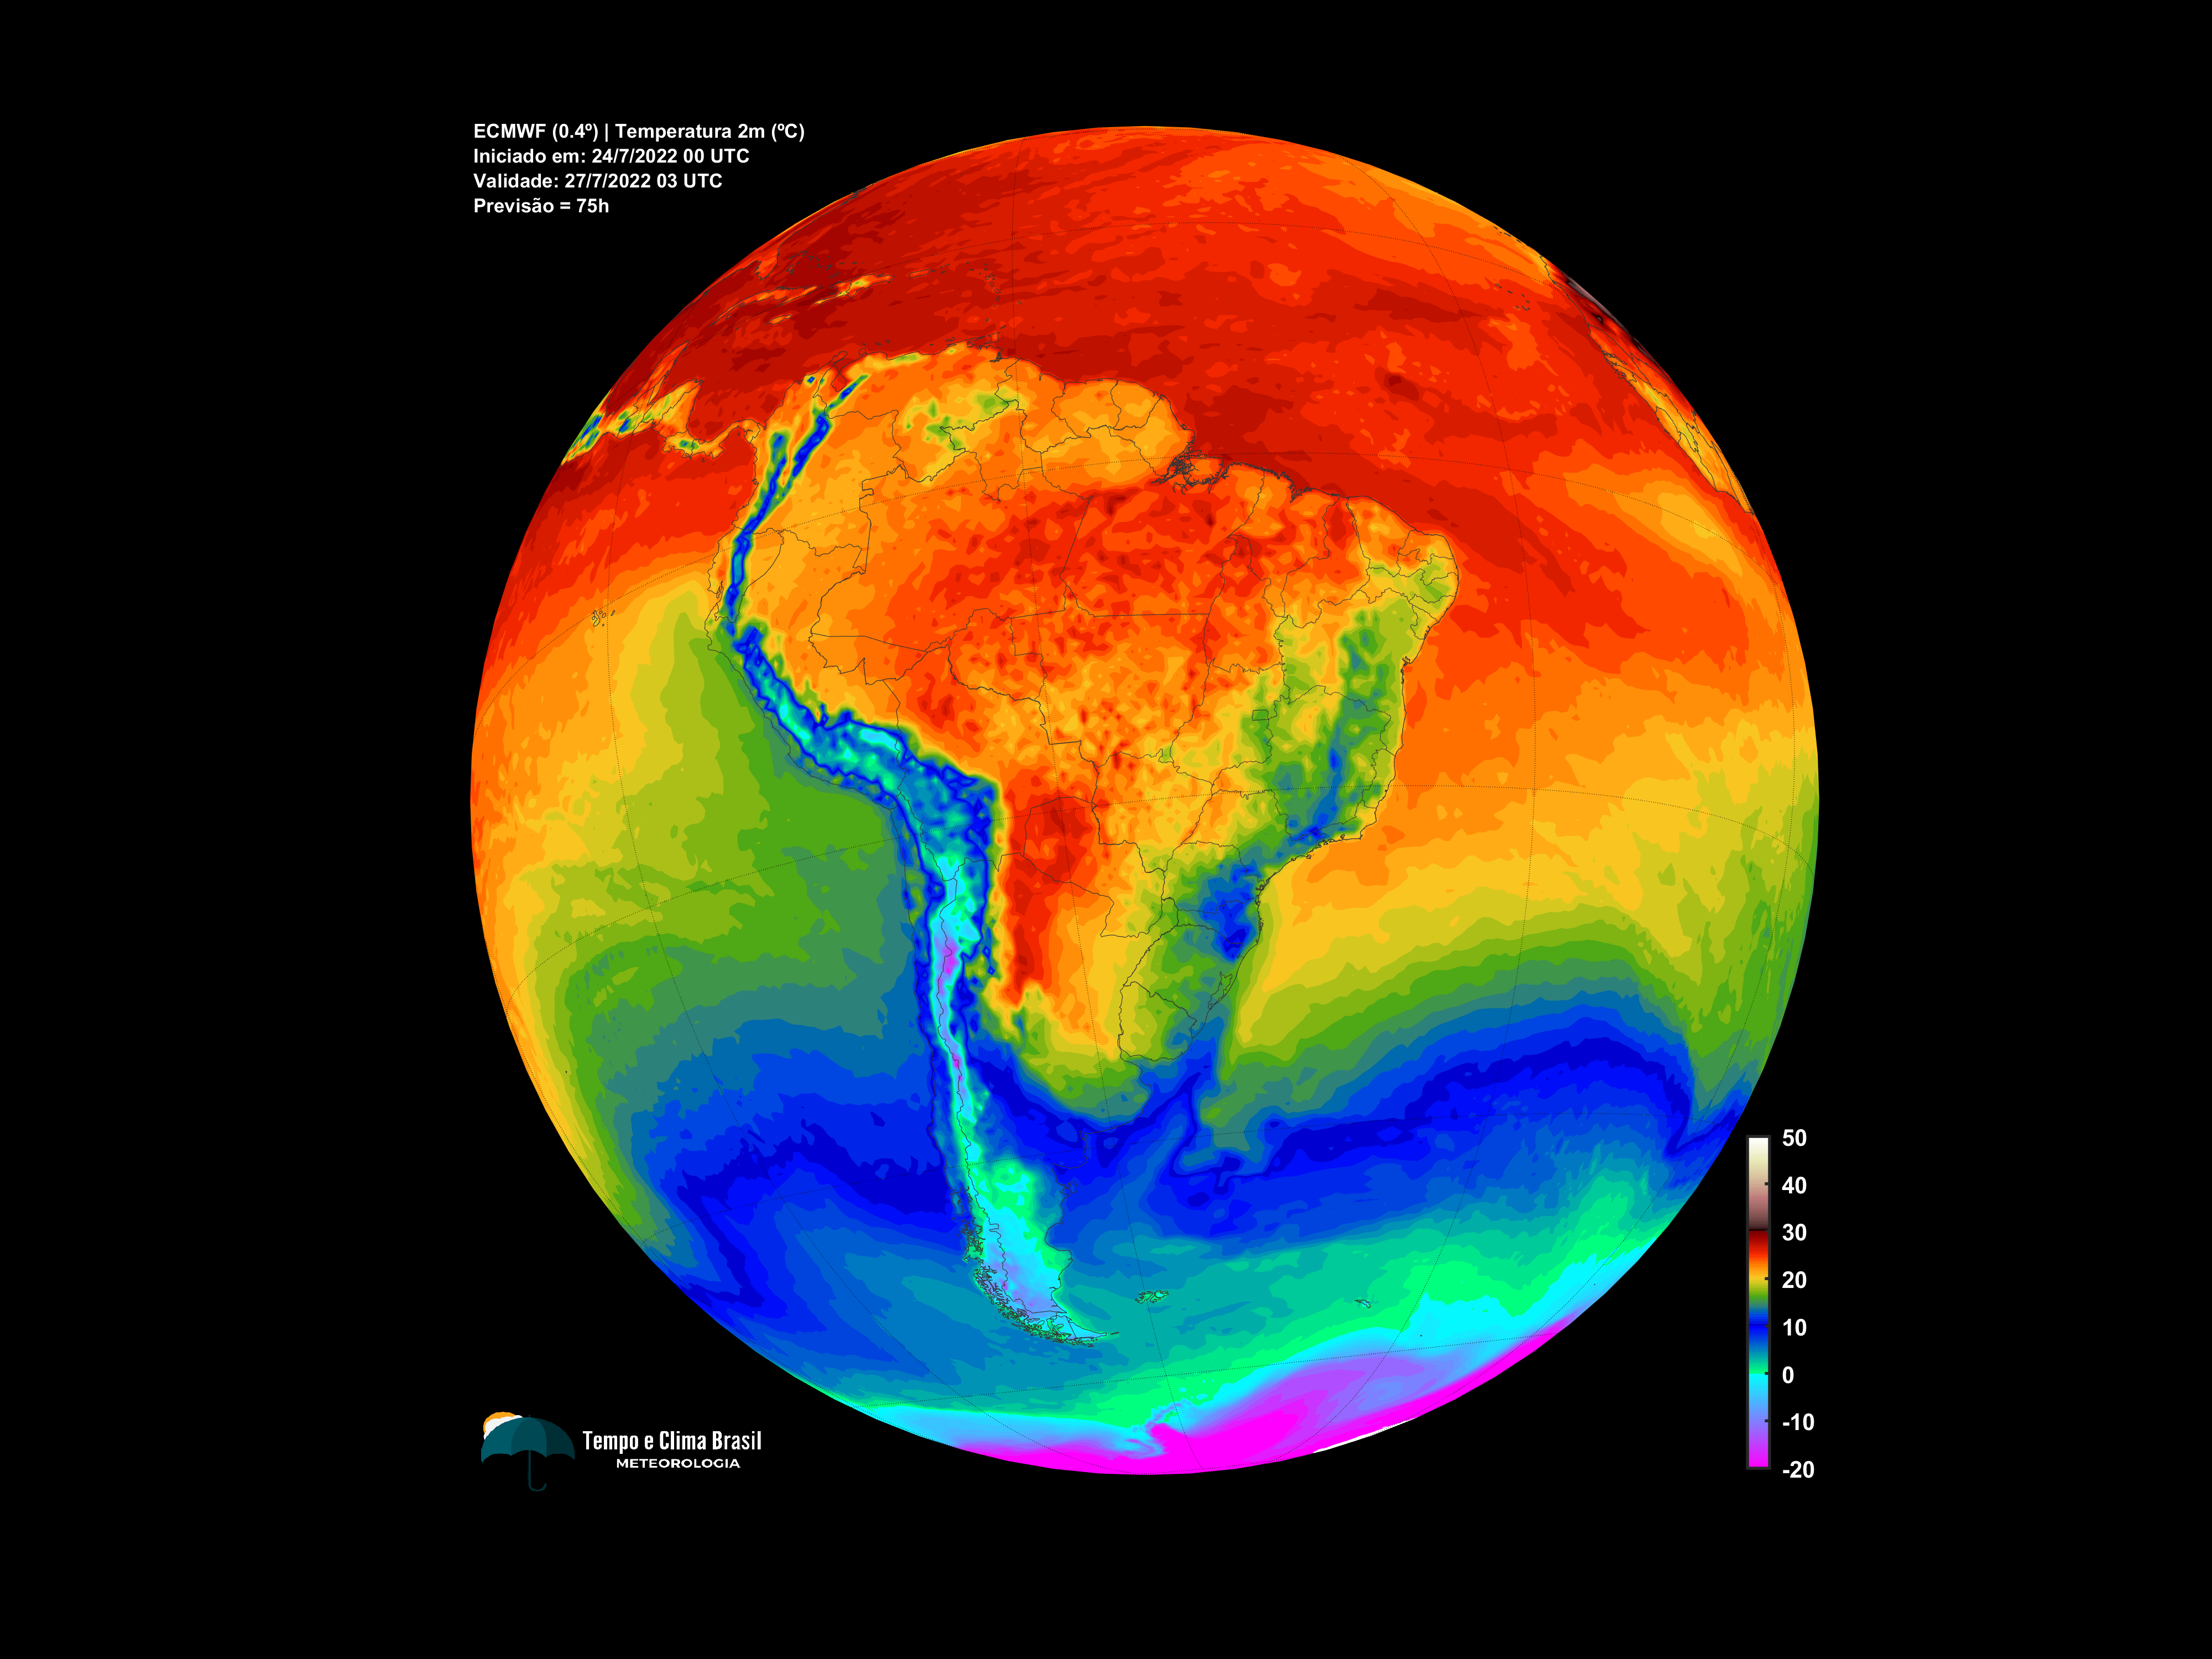 ECMWF (0.4º) | Temperatura 2m (ºC)
Iniciado em: 24/7/2022 00 UTC
Validade: 27/7/2022 03 UTC
Previsão = 75h
50
40
30
20
10
0
-10
-20
Tempo e Clima Brasil
METEOROLOGIA